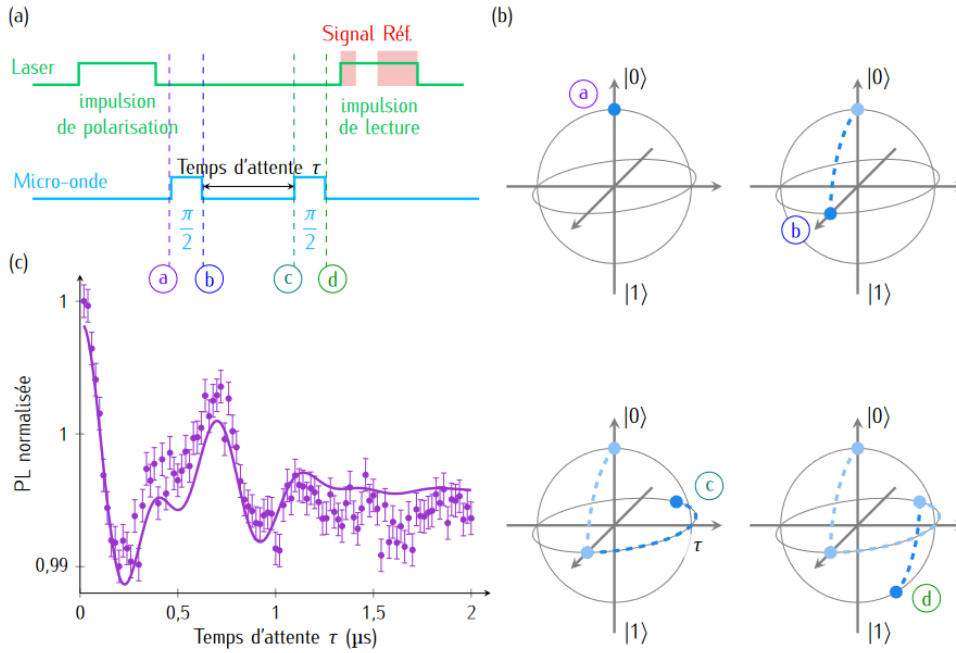 (a)
Signal Réf.
Laser
impulsion
de polarisation
impulsion
de lecture
Temps d'attente τ
Micro-onde
π/2
π/2
a
b
c
d
(b)
|0⟩
a
|1⟩
|0⟩
b
|1⟩
|0⟩
c
τ
|1⟩
|0⟩
d
|1⟩
(c)
PL normalisée
1
1
0,99
0
0,5
1
1,5
2
Temps d'attente τ (µs)